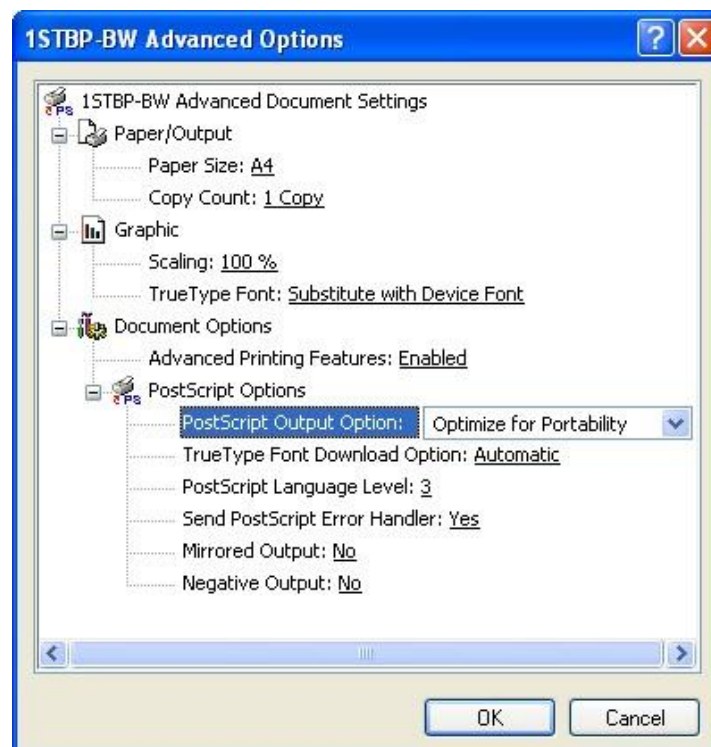 1STBP-BW Advanced Options
1STBP-BW Advanced Document Settings
Paper/Output
Paper Size: A4
Copy Count: 1 Copy
Graphic
Scaling: 100 %
TrueType Font: Substitute with Device Font
Document Options
Advanced Printing Features: Enabled
PostScript Options
PostScript Output Option: Optimize for Portability
TrueType Font Download Option: Automatic
PostScript Language Level: 3
Send PostScript Error Handler: Yes
Mirrored Output: No
Negative Output: No
OK Cancel